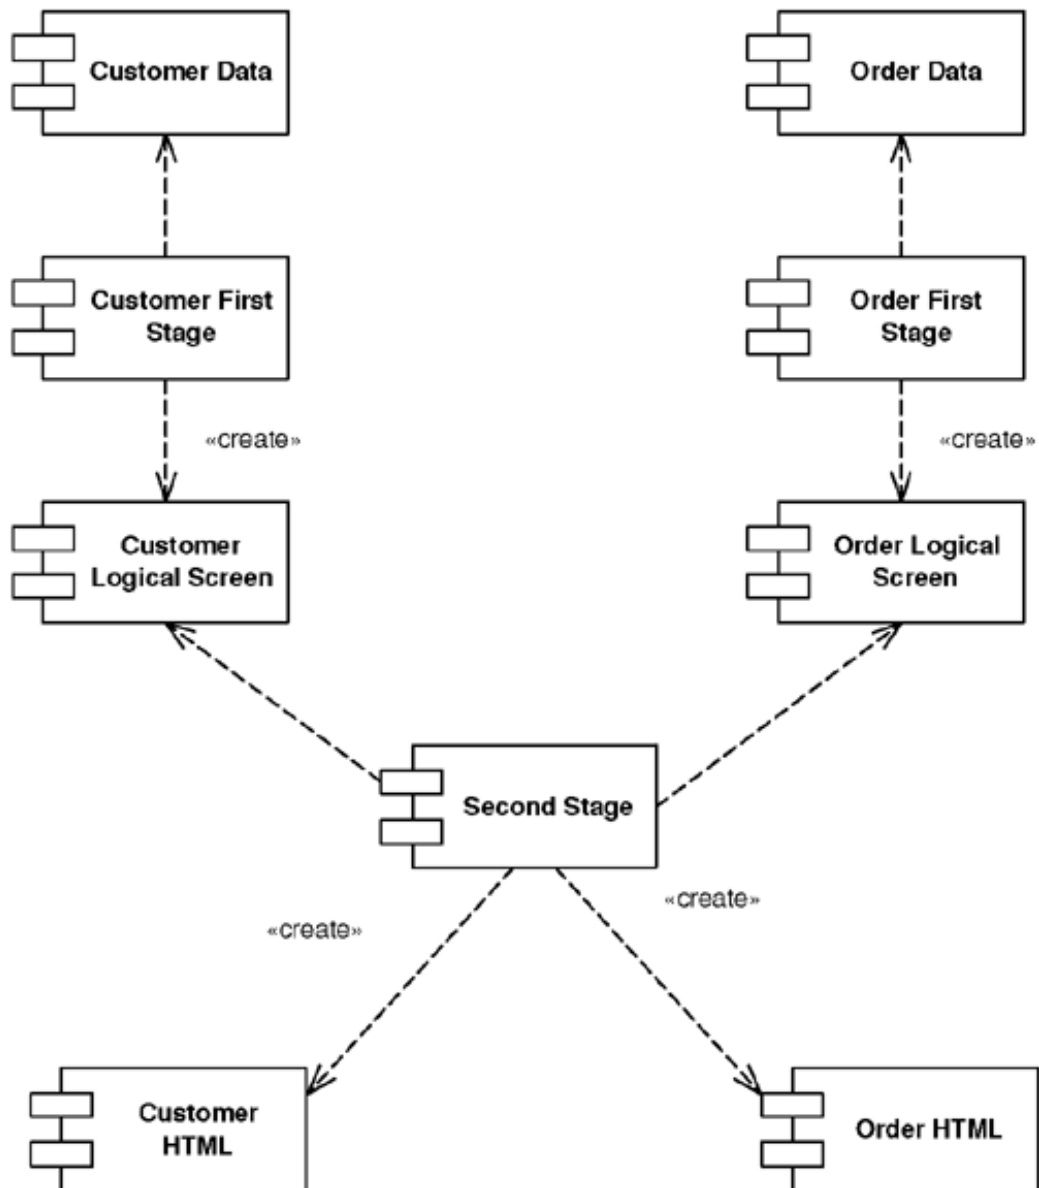 Customer Data
Order Data
Customer First
Stage
Order First
Stage
«create»
«create»
Customer
Logical Screen
Order Logical
Screen
Second Stage
«create»
«create»
Customer
HTML
Order HTML